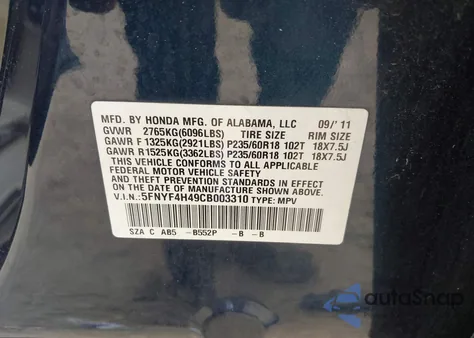 MFD. BY HONDA MFG. OF ALABAMA, LLC 09/'11
GVWR 2765KG(6096LBS) TIRE SIZE RIM SIZE
GAWR F 1325KG(2921LBS) P235/60R18 102T 18X7.5J
GAWR R 1525KG(3362LBS) P235/60R18 102T 18X7.5J
THIS VEHICLE CONFORMS TO ALL APPLICABLE
FEDERAL MOTOR VEHICLE SAFETY
AND THEFT PREVENTION STANDARDS IN EFFECT ON
THE DATE OF MANUFACTURE SHOWN ABOVE.
V.I.N.: 5FNYF4H49CB003310 TYPE: MPV
SZA C AB5 -B552P -B -B
AutoSnap